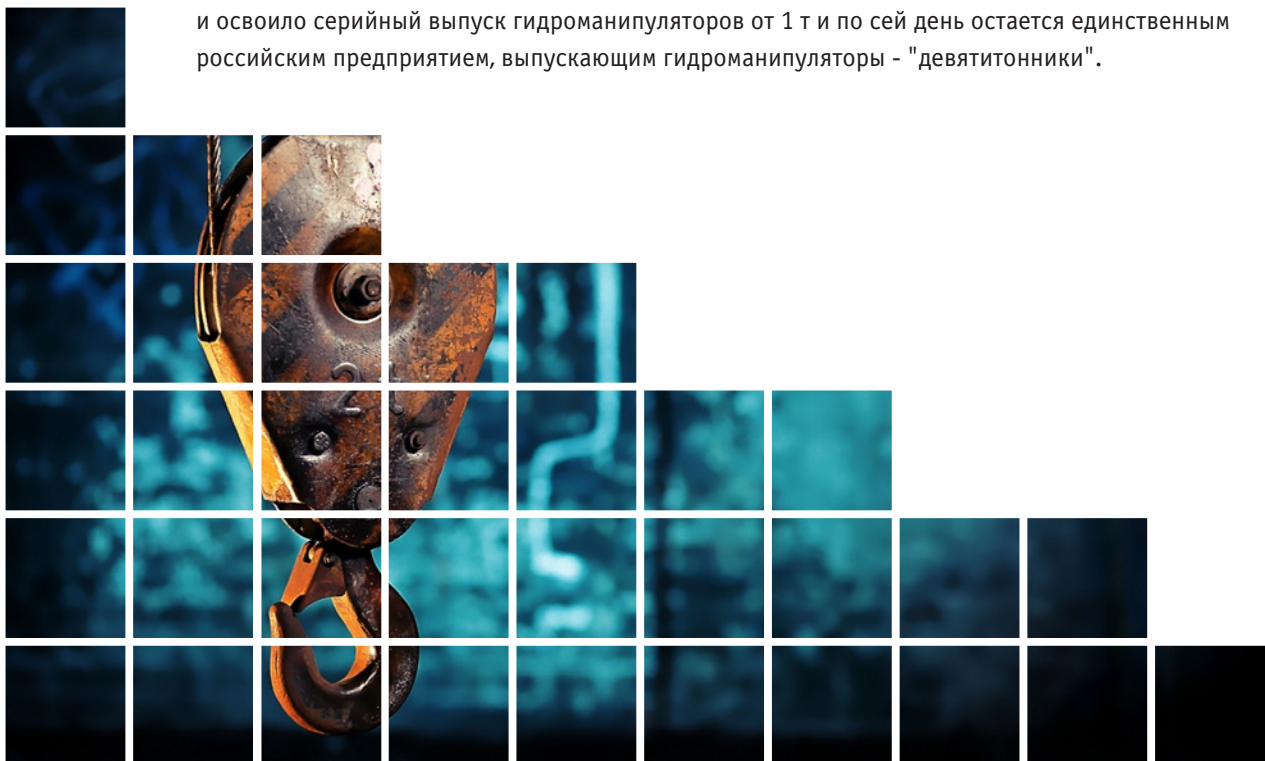 и освоило серийный выпуск гидроманипуляторов от 1 т и по сей день остается единственным
российским предприятием, выпускающим гидроманипуляторы - "девятитонники".